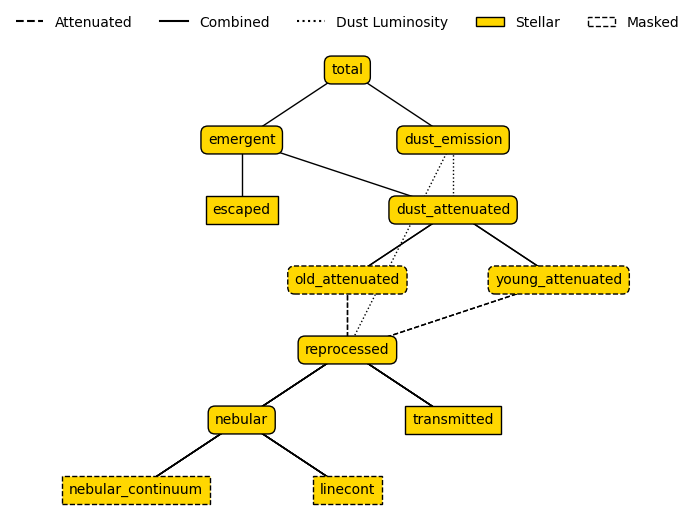 Attenuated Combined Dust Luminosity Stellar Masked
total
emergent dust_emission
escaped dust_attenuated
old_attenuated young_attenuated
reprocessed
nebular transmitted
nebular_continuum linecont